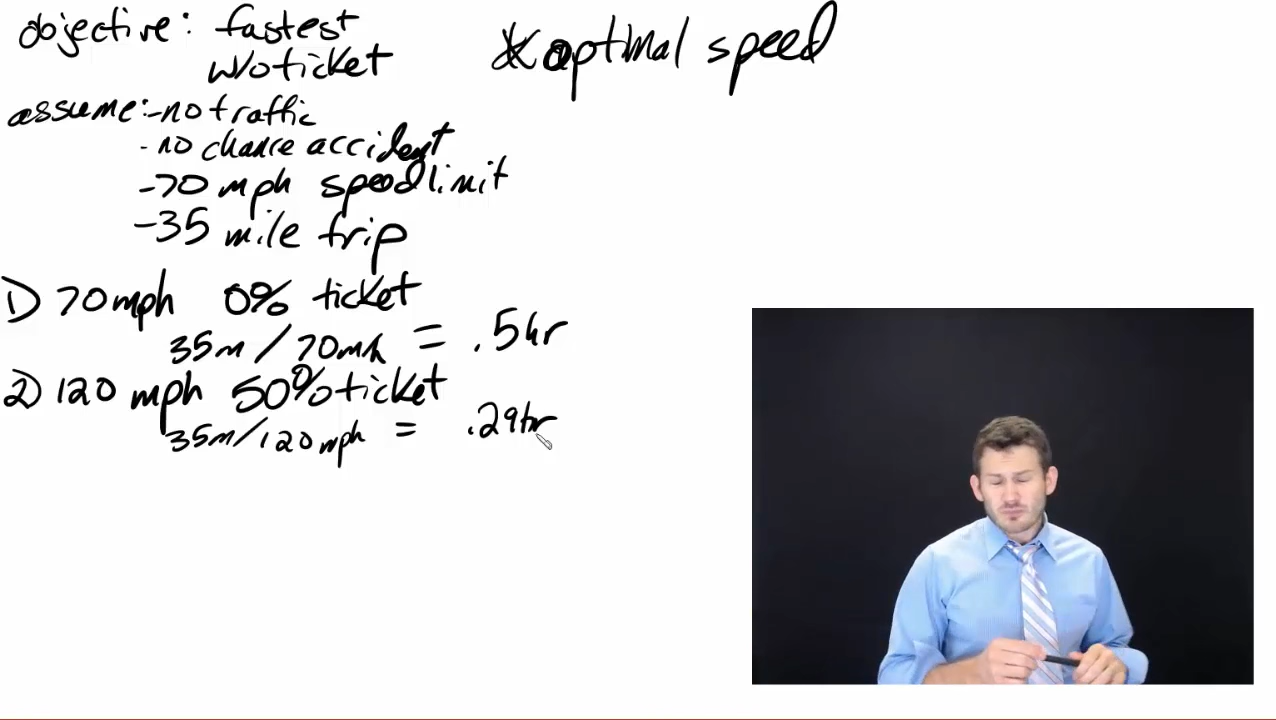 objective: fastest
w/o ticket
* optimal speed
assume: - no traffic
- no chance accident
- 70 mph speed limit
- 35 mile trip
1) 70mph 0% ticket
35m / 70mh = .5hr
2) 120 mph 50% ticket
35m/120mph = .29hr